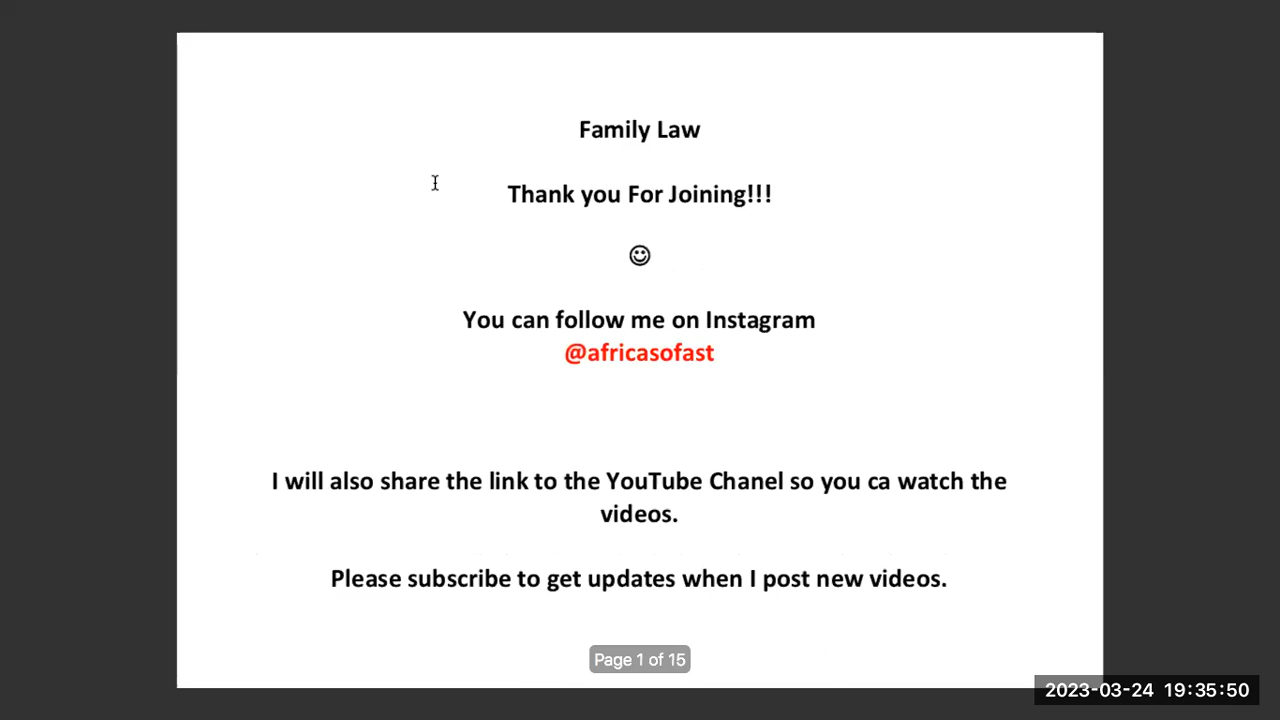 Family Law
Thank you For Joining!!!
☺
You can follow me on Instagram
@africasofast
I will also share the link to the YouTube Chanel so you ca watch the
videos.
Please subscribe to get updates when I post new videos.
Page 1 of 15
2023-03-24 19:35:50